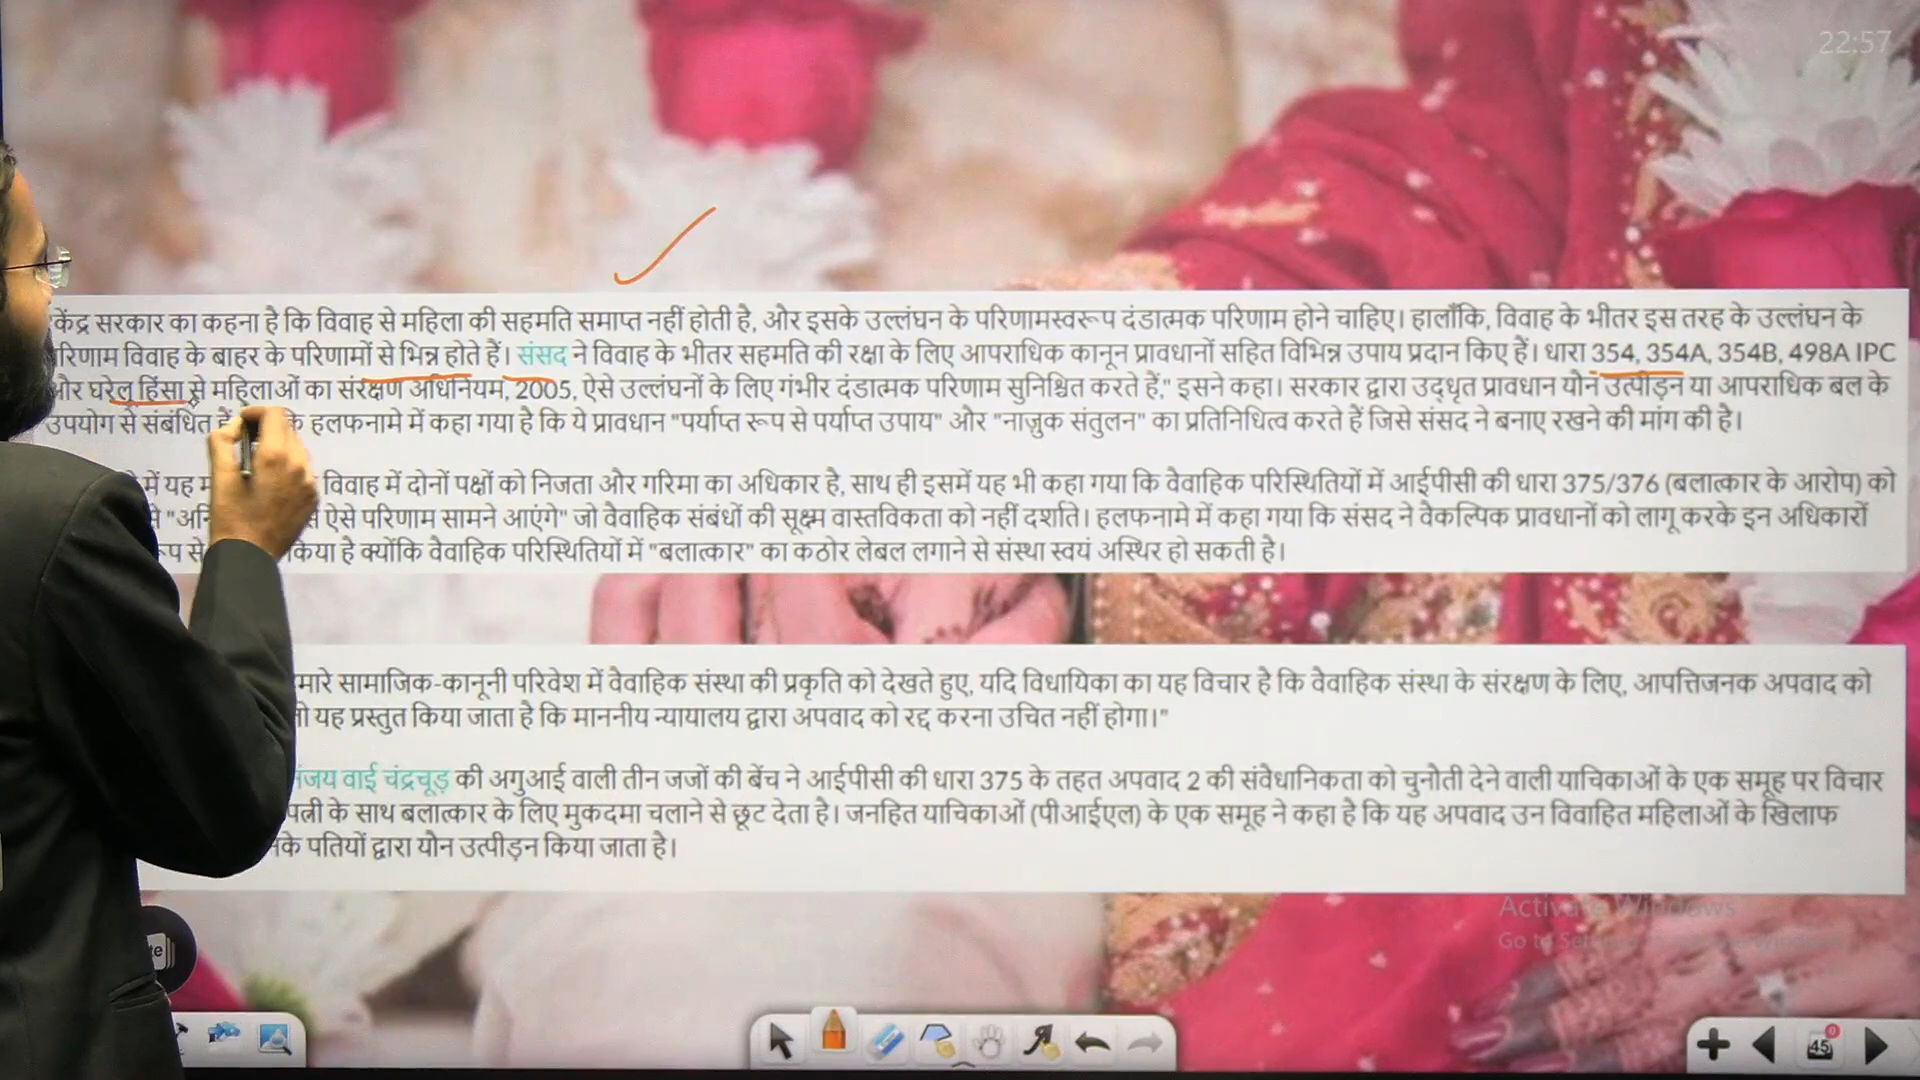 22:57
केंद्र सरकार का कहना है कि विवाह से महिला की सहमति समाप्त नहीं होती है, और इसके उल्लंघन के परिणामस्वरूप दंडात्मक परिणाम होने चाहिए। हालाँकि, विवाह के भीतर इस तरह के उल्लंघन के
रिणाम विवाह के बाहर के परिणामों से भिन्न होते हैं। संसद ने विवाह के भीतर सहमति की रक्षा के लिए आपराधिक कानून प्रावधानों सहित विभिन्न उपाय प्रदान किए हैं। धारा 354, 354A, 354B, 498A IPC
और घरेलू हिंसा से महिलाओं का संरक्षण अधिनियम, 2005, ऐसे उल्लंघनों के लिए गंभीर दंडात्मक परिणाम सुनिश्चित करते हैं," इसने कहा। सरकार द्वारा उद्धृत प्रावधान यौन उत्पीड़न या आपराधिक बल के
उपयोग से संबंधित हलफनामे में कहा गया है कि ये प्रावधान "पर्याप्त रूप से पर्याप्त उपाय" और "नाज़ुक संतुलन" का प्रतिनिधित्व करते हैं जिसे संसद ने बनाए रखने की मांग की है।
में यह विवाह में दोनों पक्षों को निजता और गरिमा का अधिकार है, साथ ही इसमें यह भी कहा गया कि वैवाहिक परिस्थितियों में आईपीसी की धारा 375/376 (बलात्कार के आरोप) को
ऐसे परिणाम सामने आएंगे" जो वैवाहिक संबंधों की सूक्ष्म वास्तविकता को नहीं दर्शाते। हलफनामे में कहा गया कि संसद ने वैकल्पिक प्रावधानों को लागू करके इन अधिकारों
से किया है क्योंकि वैवाहिक परिस्थितियों में "बलात्कार" का कठोर लेबल लगाने से संस्था स्वयं अस्थिर हो सकती है।
मारे सामाजिक-कानूनी परिवेश में वैवाहिक संस्था की प्रकृति को देखते हुए, यदि विधायिका का यह विचार है कि वैवाहिक संस्था के संरक्षण के लिए, आपत्तिजनक अपवाद को
यह प्रस्तुत किया जाता है कि माननीय न्यायालय द्वारा अपवाद को रद्द करना उचित नहीं होगा।"
नंजय वाई चंद्रचूड़ की अगुआई वाली तीन जजों की बेंच ने आईपीसी की धारा 375 के तहत अपवाद 2 की संवैधानिकता को चुनौती देने वाली याचिकाओं के एक समूह पर विचार
पत्नी के साथ बलात्कार के लिए मुकदमा चलाने से छूट देता है। जनहित याचिकाओं (पीआईएल) के एक समूह ने कहा है कि यह अपवाद उन विवाहित महिलाओं के खिलाफ
के पतियों द्वारा यौन उत्पीड़न किया जाता है।
Activate Windows
Go to
te
45
0